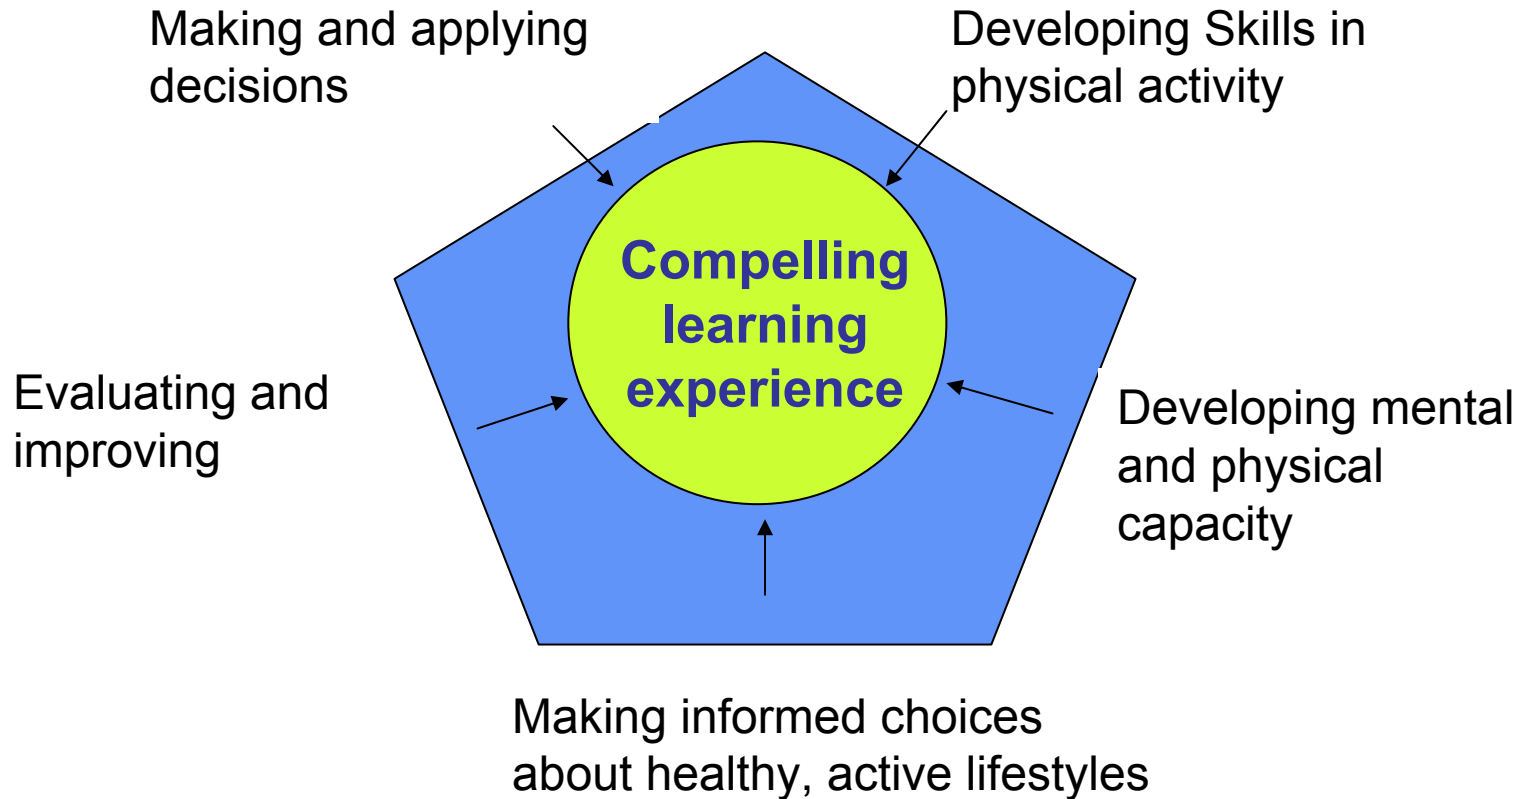 Making and applying
decisions
Developing Skills in
physical activity
Compelling
learning
experience
Evaluating and
improving
Developing mental
and physical
capacity
Making informed choices
about healthy, active lifestyles